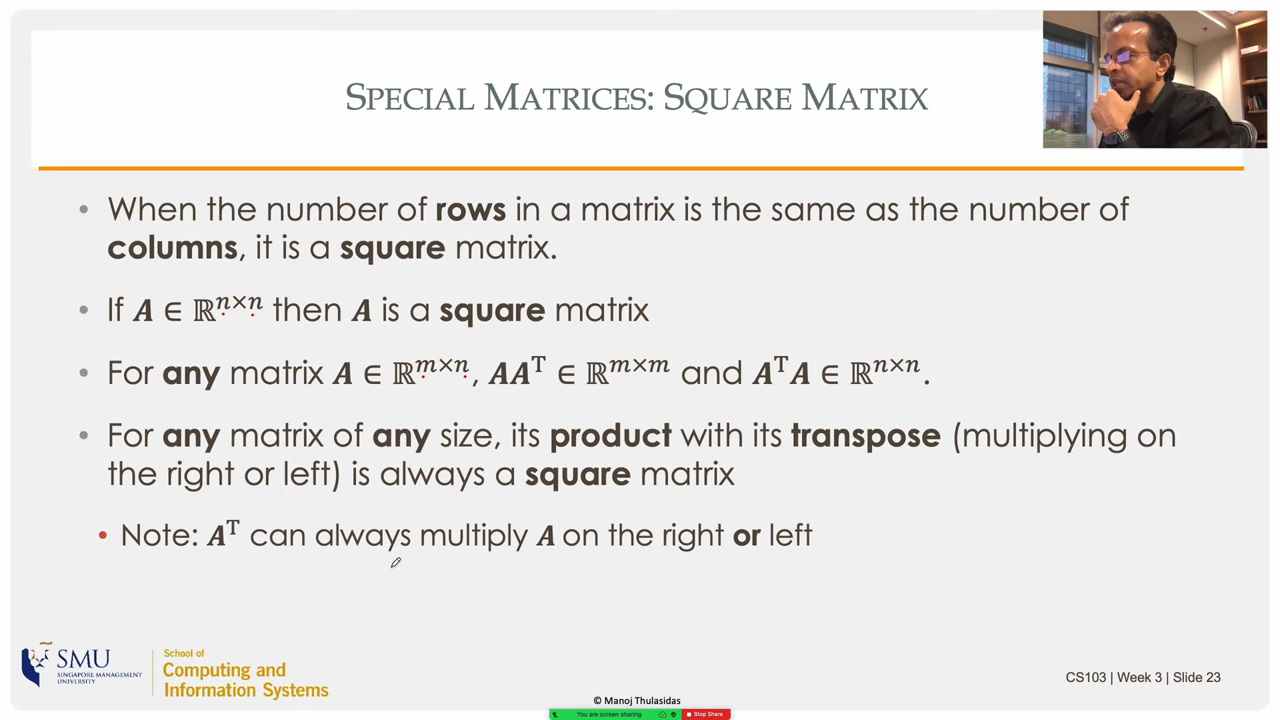 SPECIAL MATRICES: SQUARE MATRIX
• When the number of rows in a matrix is the same as the number of
columns, it is a square matrix.
• If A ∈ ℝⁿˣⁿ then A is a square matrix
• For any matrix A ∈ ℝᵐˣⁿ, AAᵀ ∈ ℝᵐˣᵐ and AᵀA ∈ ℝⁿˣⁿ.
• For any matrix of any size, its product with its transpose (multiplying on
the right or left) is always a square matrix
• Note: Aᵀ can always multiply A on the right or left
SMU
SINGAPORE MANAGEMENT
UNIVERSITY
School of
Computing and
Information Systems
CS103 | Week 3 | Slide 23
© Manoj Thulasidas
You are screen sharing
Stop Share